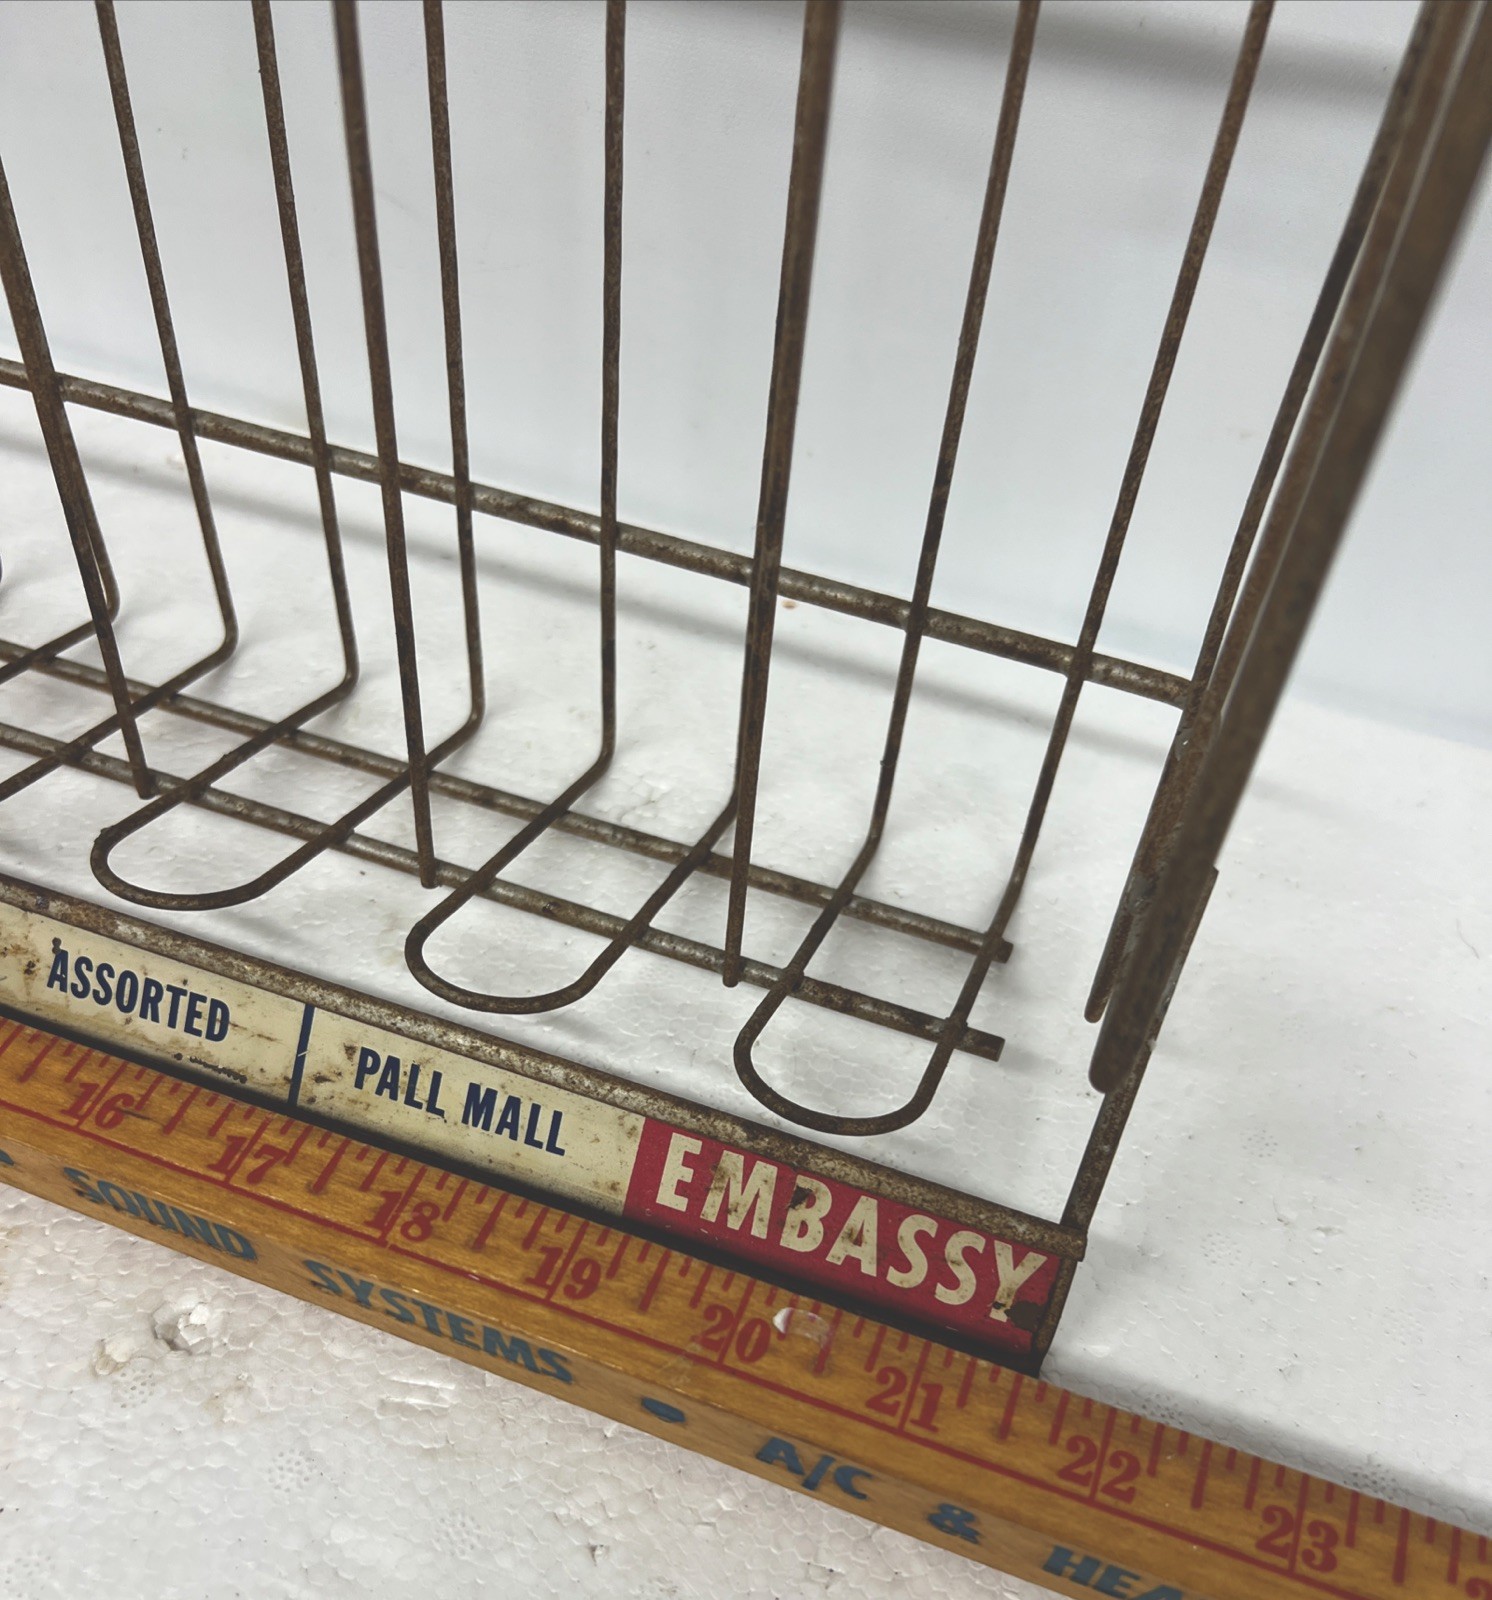 ASSORTED
PALL MALL
EMBASSY
16 17 18 19 20 21 22 23
SOUND SYSTEMS • A/C & HEA